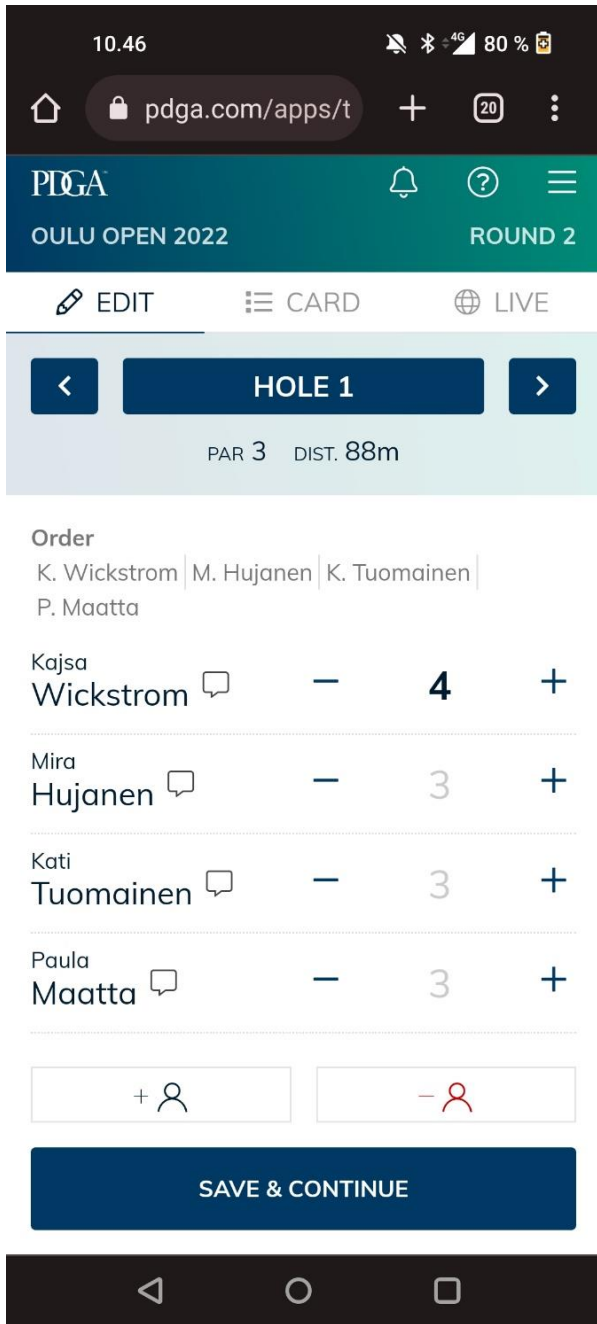 10.46 4G 80 %
pdga.com/apps/t 20
PDGA
OULU OPEN 2022 ROUND 2
EDIT CARD LIVE
HOLE 1
PAR 3 DIST. 88m
Order
K. Wickstrom M. Hujanen K. Tuomainen
P. Maatta
Kajsa
Wickstrom 4
Mira
Hujanen 3
Kati
Tuomainen 3
Paula
Maatta 3
SAVE & CONTINUE